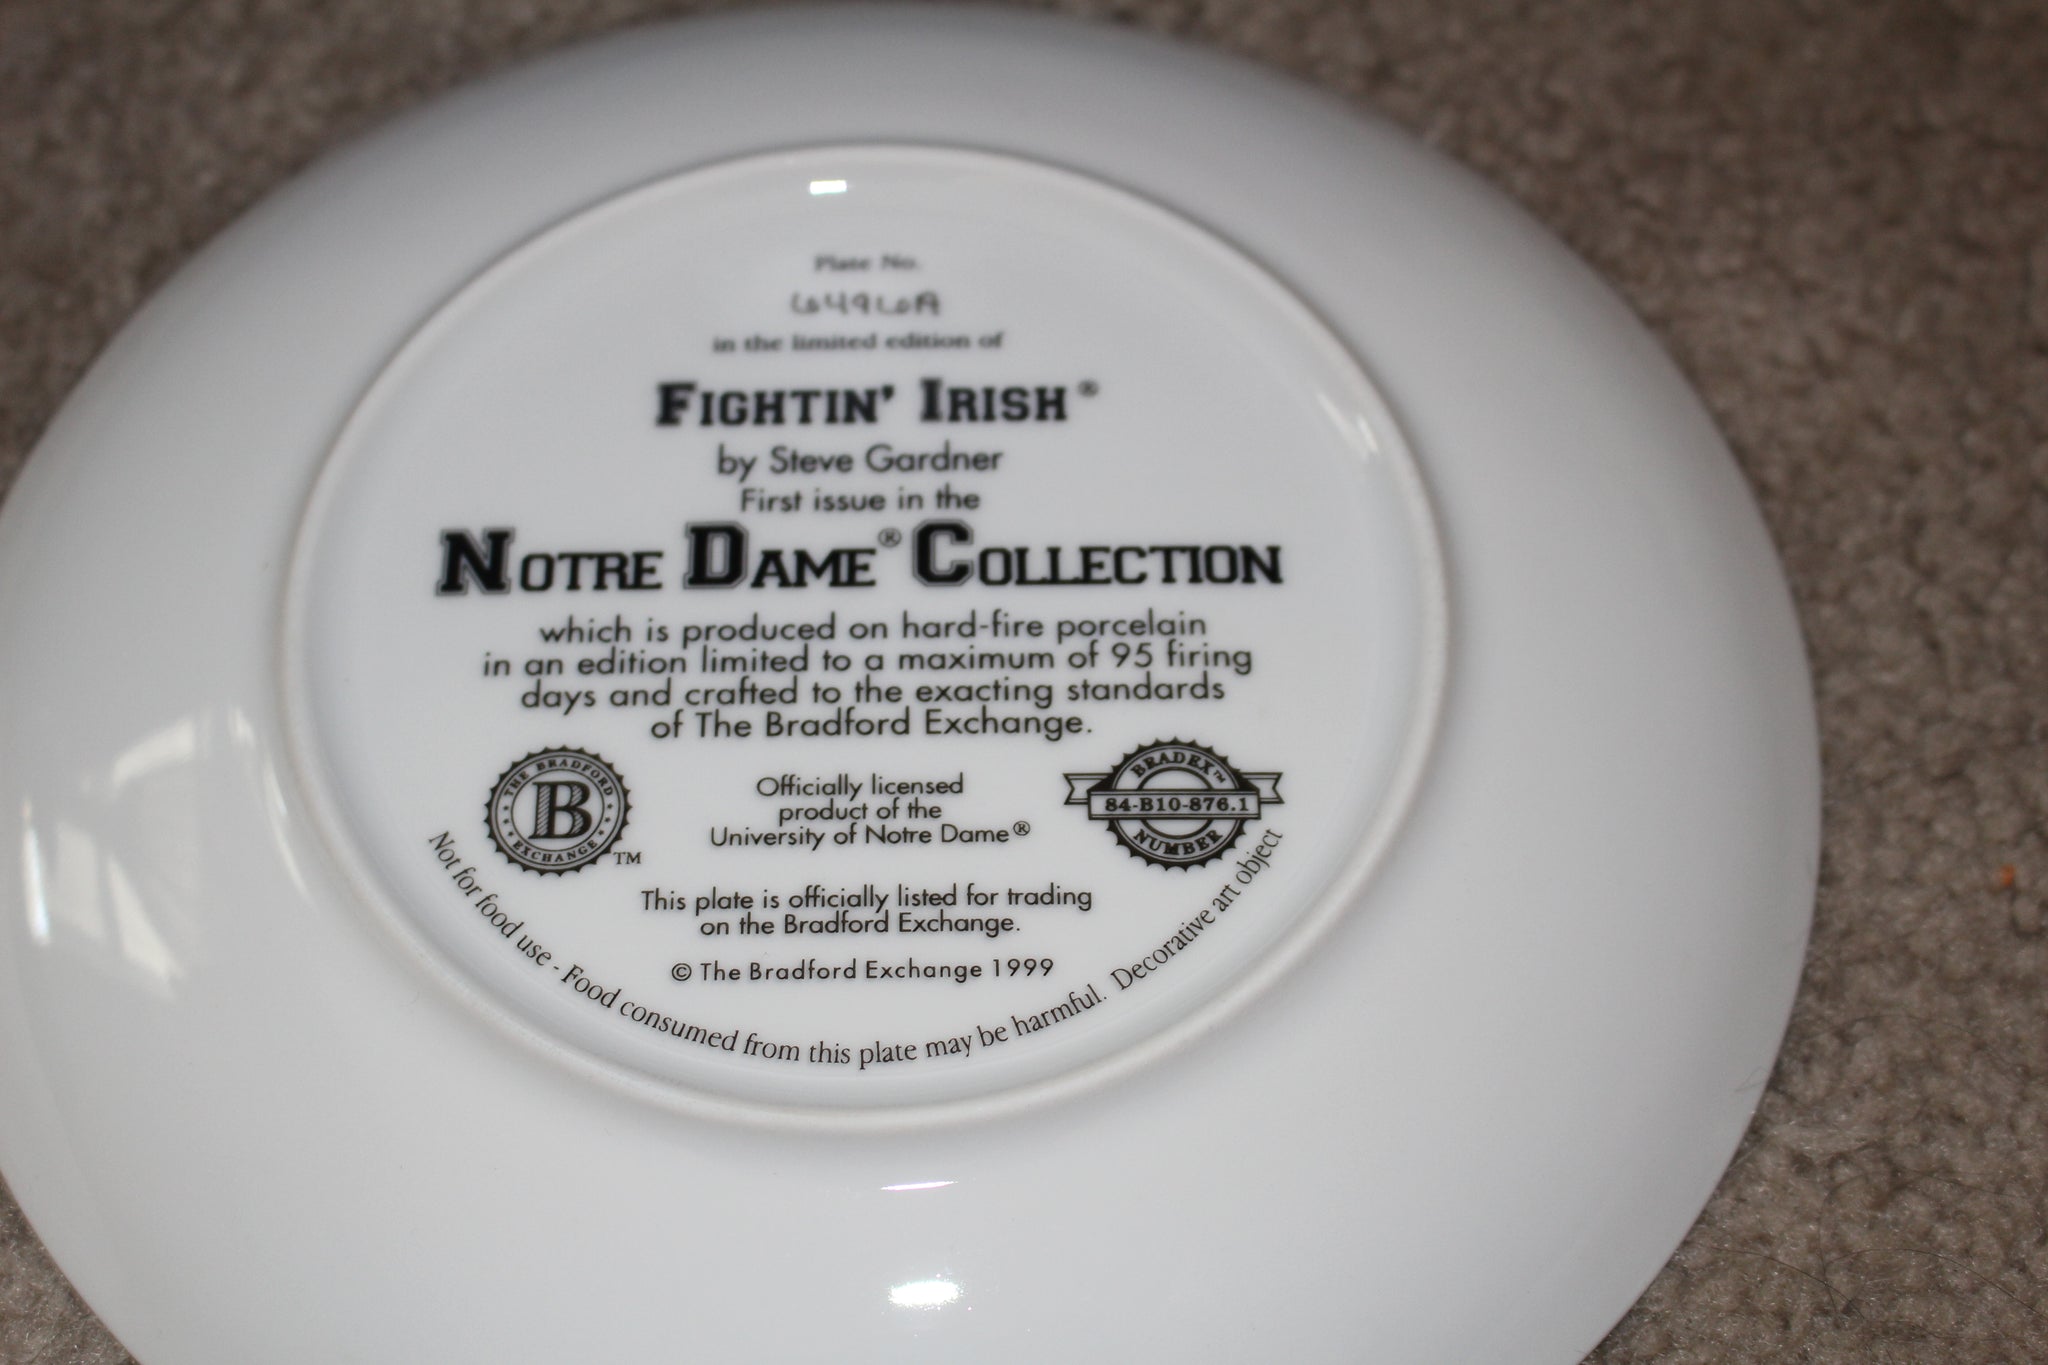 Plate No.
6496A
in the limited edition of
FIGHTIN' IRISH®
by Steve Gardner
First issue in the
NOTRE DAME® COLLECTION
which is produced on hard-fire porcelain
in an edition limited to a maximum of 95 firing
days and crafted to the exacting standards
of The Bradford Exchange.
THE BRADFORD
B
EXCHANGE
TM
Officially licensed
product of the
University of Notre Dame®
BRADEX™
84-B10-876.1
NUMBER
This plate is officially listed for trading
on the Bradford Exchange.
© The Bradford Exchange 1999
Not for food use - Food consumed from this plate may be harmful. Decorative art object